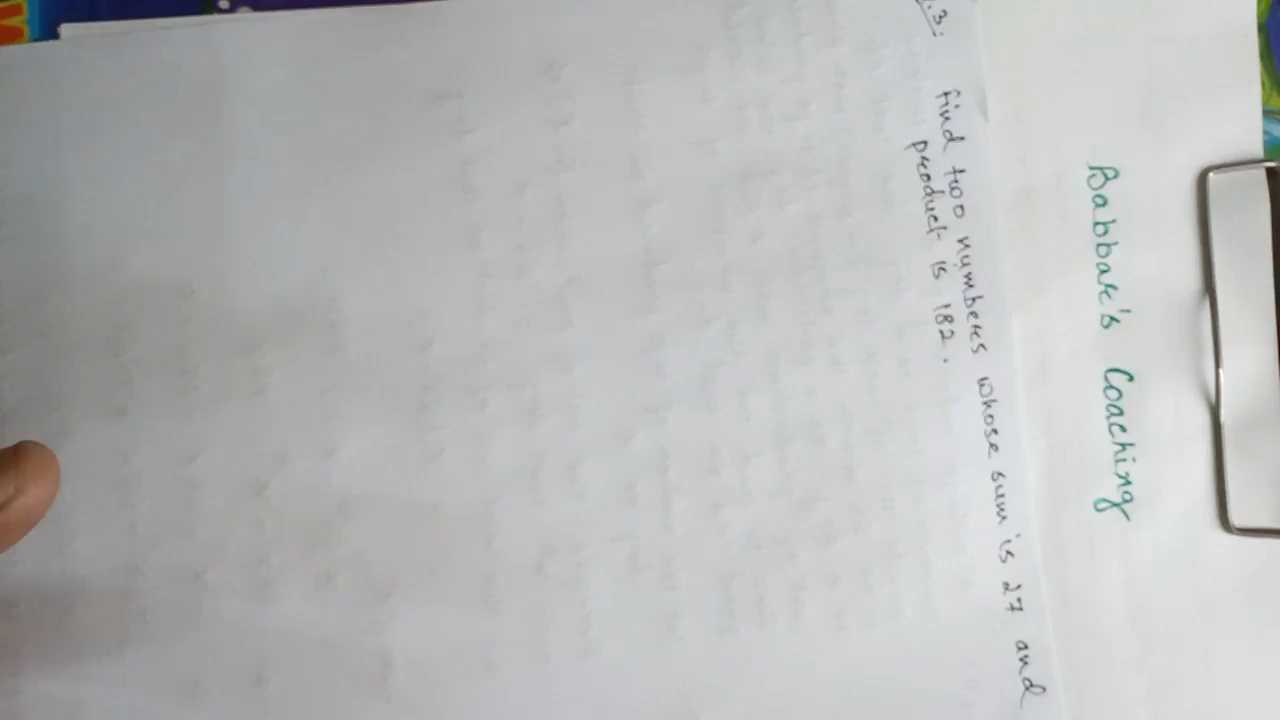 Babbar's Coaching
.3:
find two numbers whose sum is 27 and
product is 182.